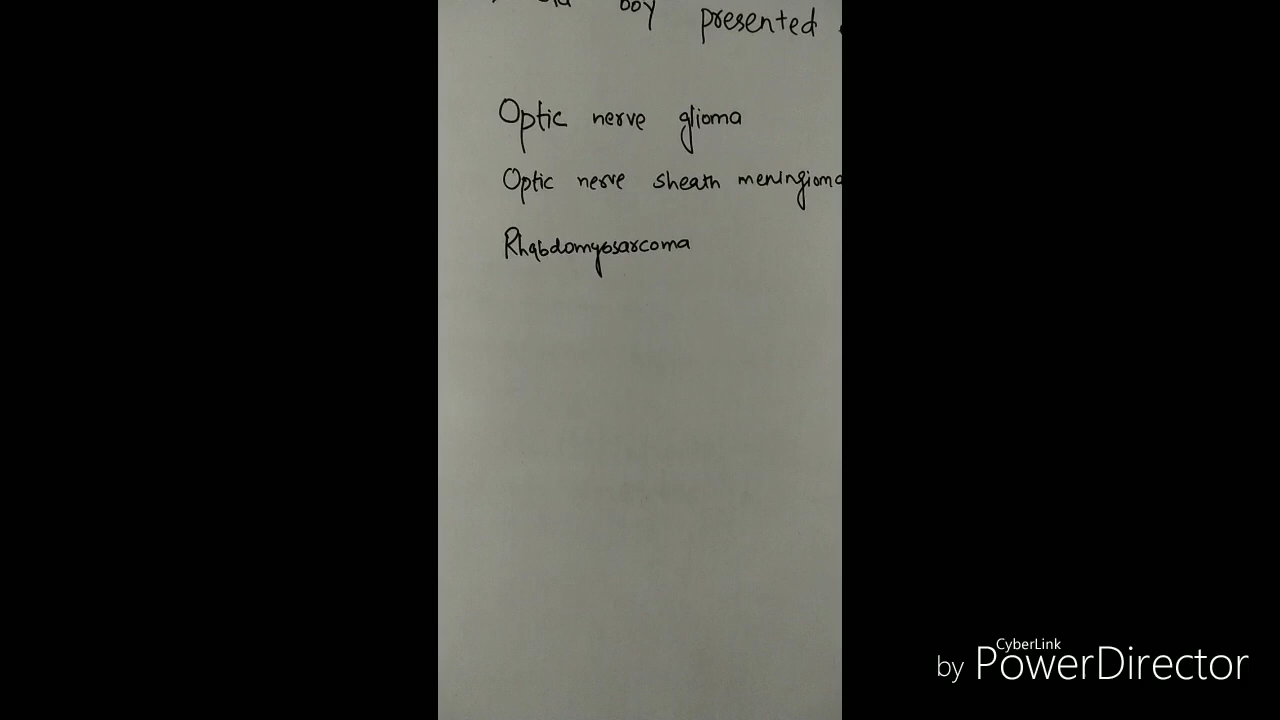 boy presented
Optic nerve glioma
Optic nerve sheath meningioma
Rhabdomyosarcoma
CyberLink
by PowerDirector